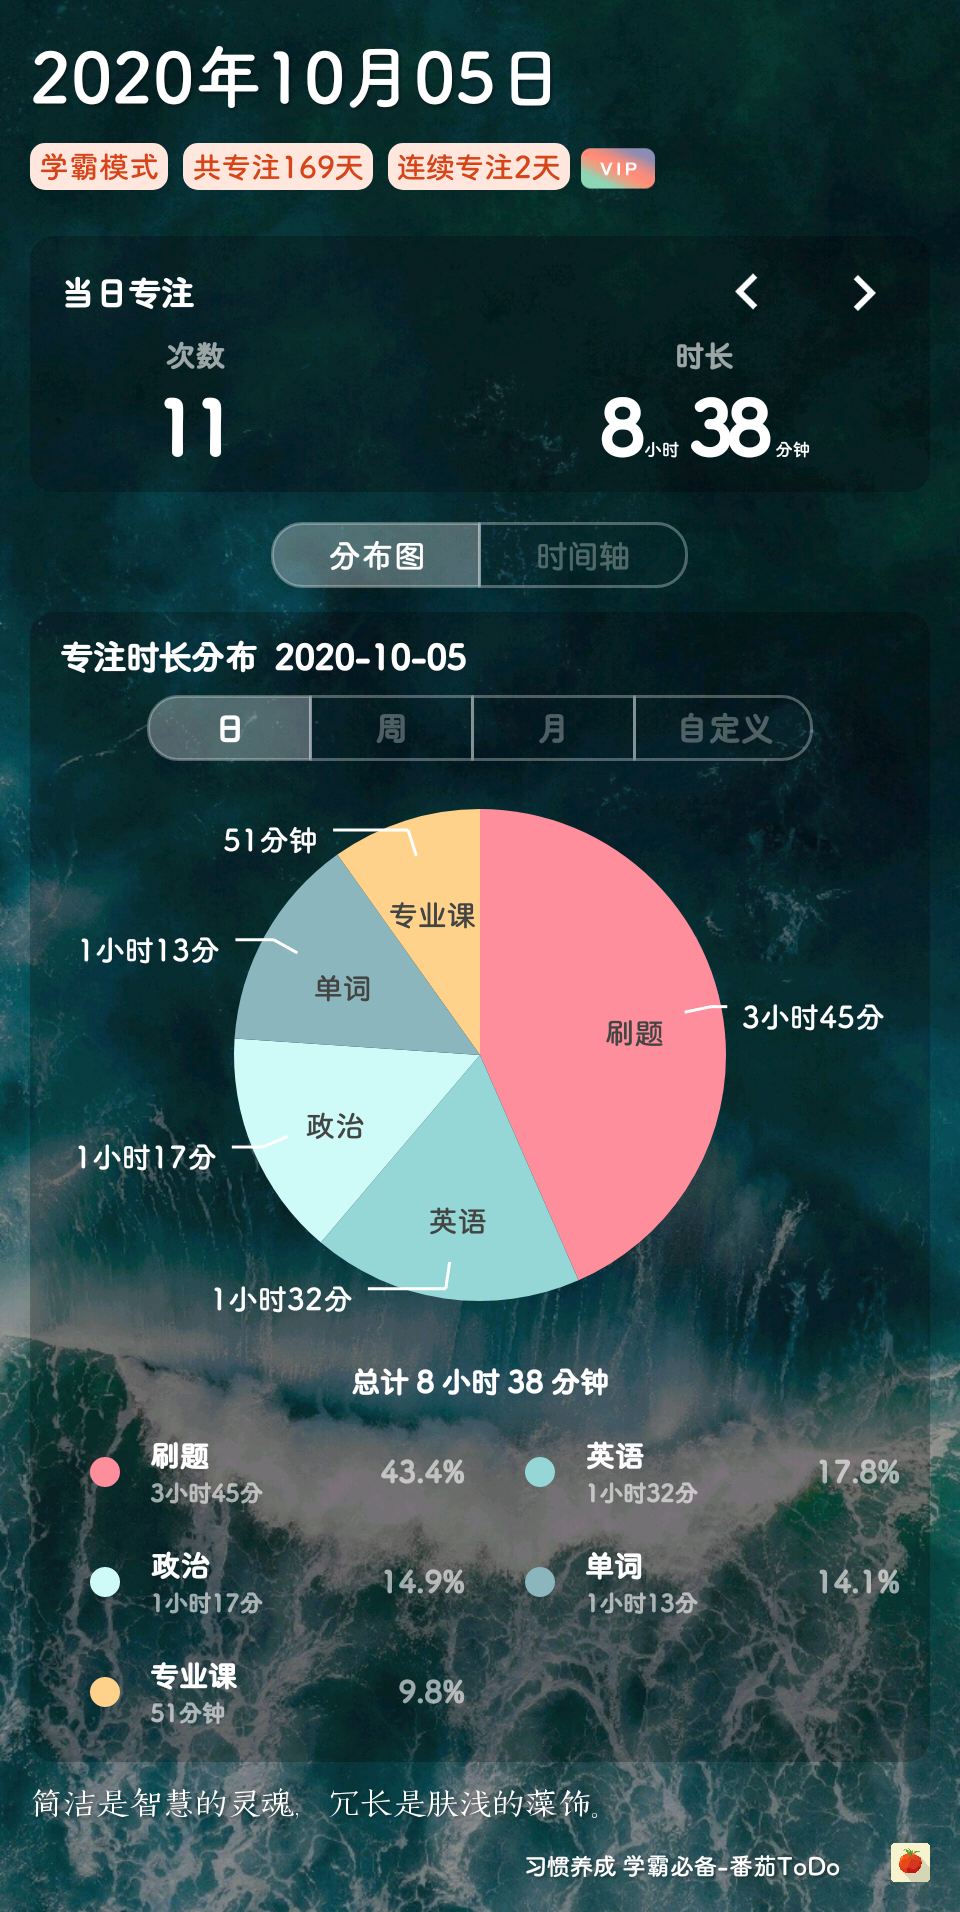 2020年10月05日
学霸模式 共专注169天 连续专注2天 VIP
当日专注
次数 时长
11 8小时 38分钟
分布图 时间轴
专注时长分布 2020-10-05
日 周 月 自定义
51分钟
专业课
1小时13分
单词
3小时45分
刷题
政治
1小时17分
英语
1小时32分
总计 8 小时 38 分钟
刷题 43.4% 英语 17.8%
3小时45分 1小时32分
政治 14.9% 单词 14.1%
1小时17分 1小时13分
专业课 9.8%
51分钟
简洁是智慧的灵魂, 冗长是肤浅的藻饰。
习惯养成 学霸必备-番茄ToDo